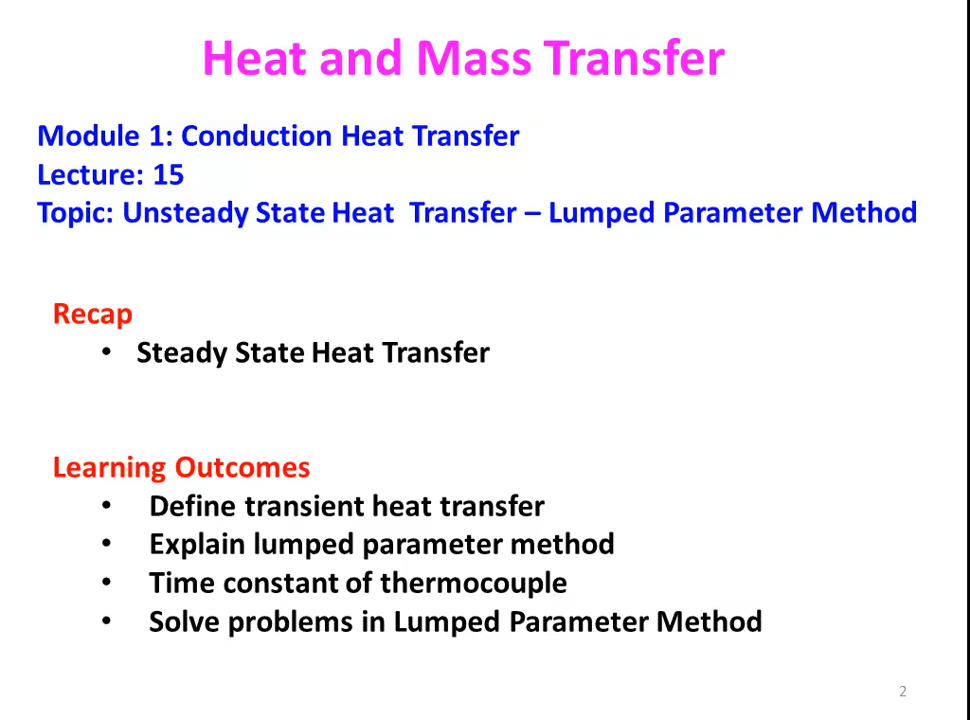 Heat and Mass Transfer
Module 1: Conduction Heat Transfer
Lecture: 15
Topic: Unsteady State Heat Transfer – Lumped Parameter Method
Recap
• Steady State Heat Transfer
Learning Outcomes
• Define transient heat transfer
• Explain lumped parameter method
• Time constant of thermocouple
• Solve problems in Lumped Parameter Method
2